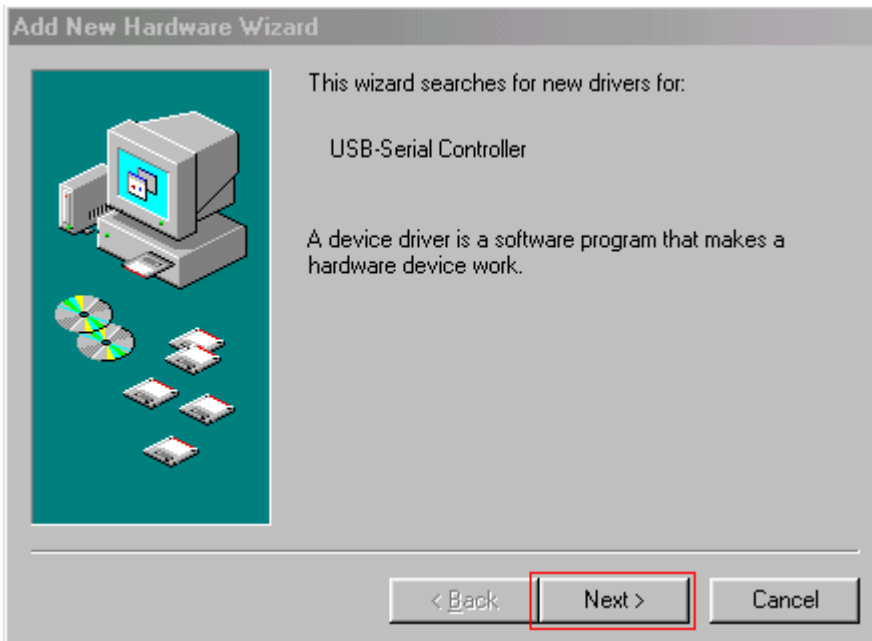 Add New Hardware Wizard
This wizard searches for new drivers for:
USB-Serial Controller
A device driver is a software program that makes a
hardware device work.
< Back
Next >
Cancel